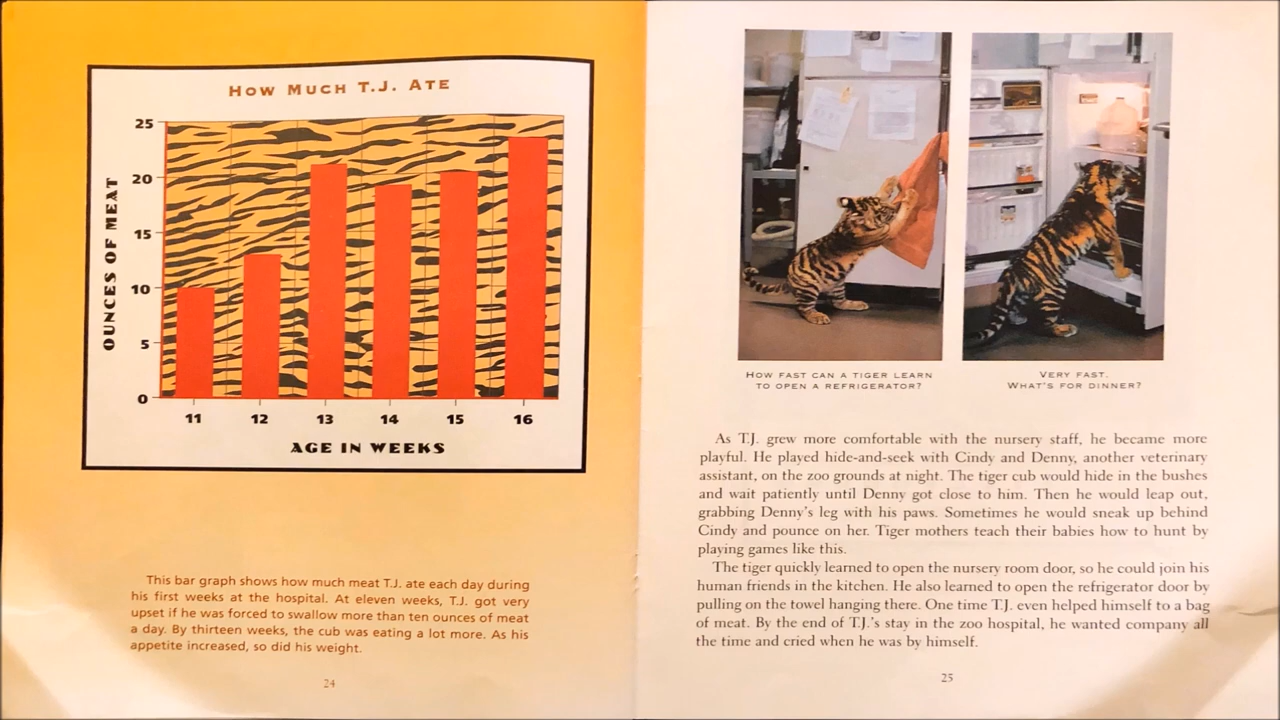 HOW MUCH T.J. ATE
OUNCES OF MEAT
25
20
15
10
5
0
11 12 13 14 15 16
AGE IN WEEKS
This bar graph shows how much meat T.J. ate each day during
his first weeks at the hospital. At eleven weeks, T.J. got very
upset if he was forced to swallow more than ten ounces of meat
a day. By thirteen weeks, the cub was eating a lot more. As his
appetite increased, so did his weight.
24
HOW FAST CAN A TIGER LEARN
TO OPEN A REFRIGERATOR?
VERY FAST.
WHAT'S FOR DINNER?
As T.J. grew more comfortable with the nursery staff, he became more
playful. He played hide-and-seek with Cindy and Denny, another veterinary
assistant, on the zoo grounds at night. The tiger cub would hide in the bushes
and wait patiently until Denny got close to him. Then he would leap out,
grabbing Denny's leg with his paws. Sometimes he would sneak up behind
Cindy and pounce on her. Tiger mothers teach their babies how to hunt by
playing games like this.
The tiger quickly learned to open the nursery room door, so he could join his
human friends in the kitchen. He also learned to open the refrigerator door by
pulling on the towel hanging there. One time T.J. even helped himself to a bag
of meat. By the end of T.J.'s stay in the zoo hospital, he wanted company all
the time and cried when he was by himself.
25